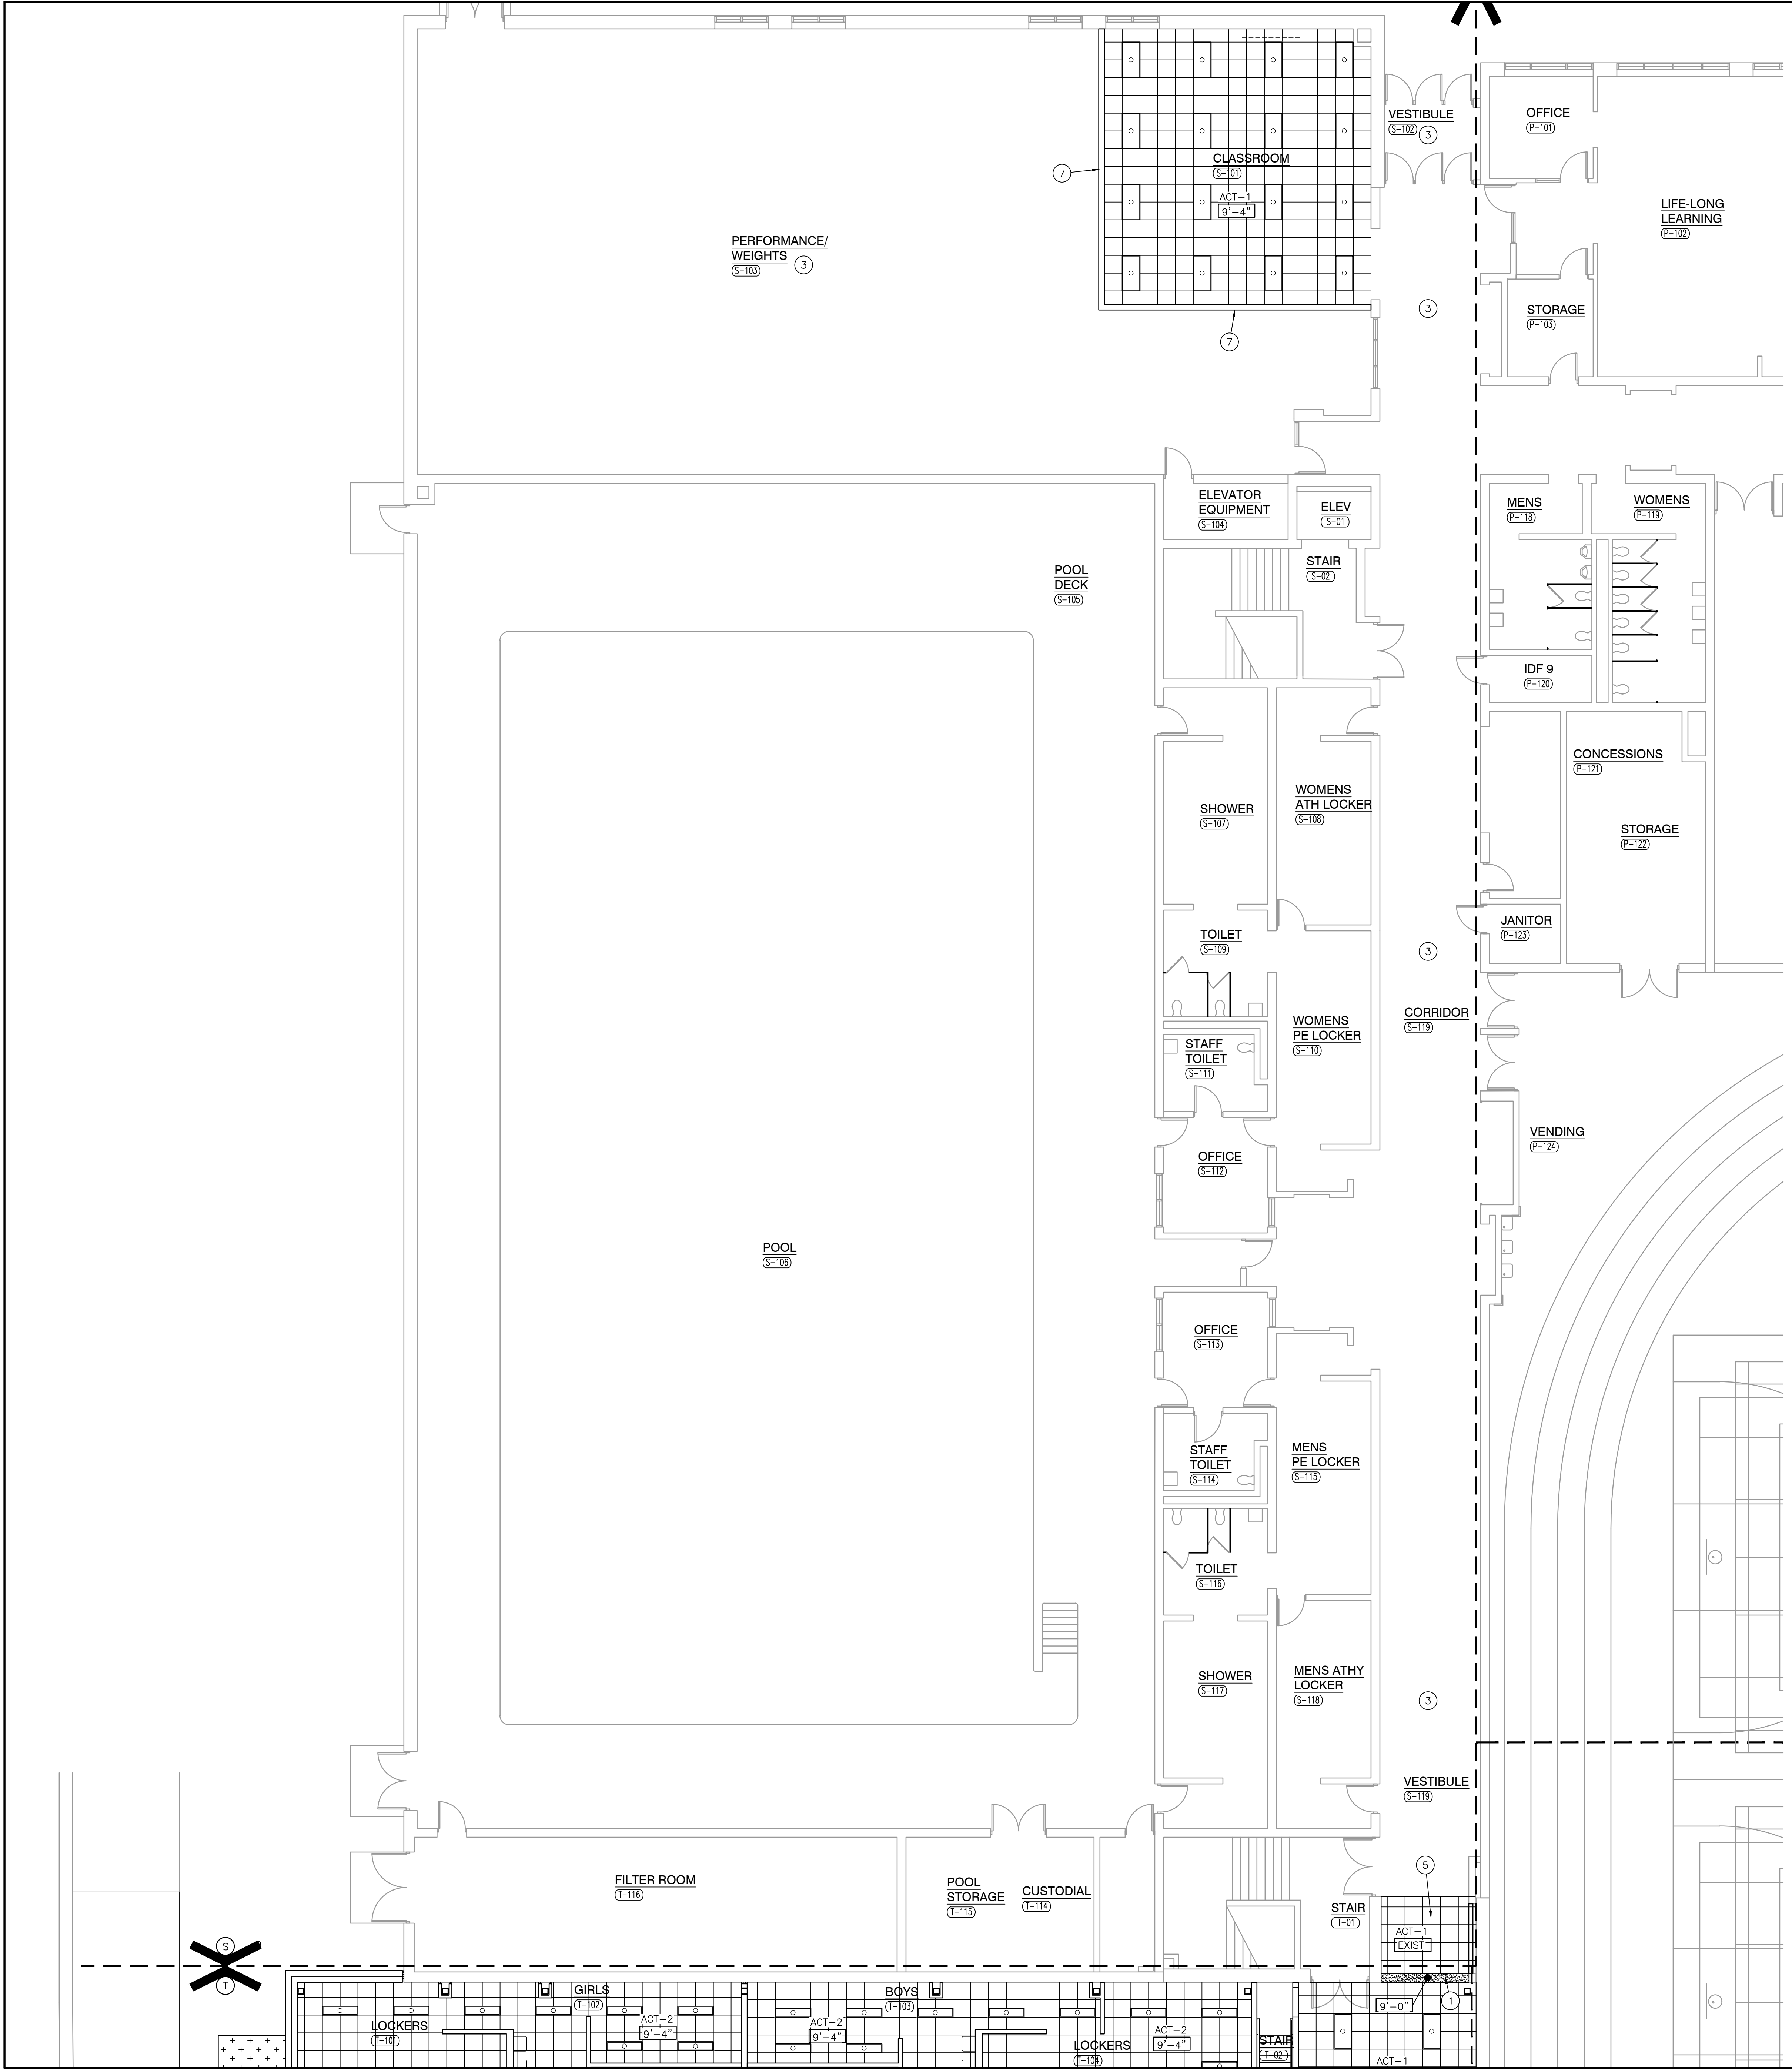 VESTIBULE
S-102
3
OFFICE
P-101
CLASSROOM
S-101
ACT-1
9'-4"
7
LIFE-LONG
LEARNING
P-102
PERFORMANCE/
WEIGHTS
3
S-103
STORAGE
P-103
3
7
ELEVATOR
EQUIPMENT
S-104
ELEV
S-01
MENS
P-118
WOMENS
P-119
POOL
DECK
S-105
STAIR
S-02
IDF 9
P-120
CONCESSIONS
P-121
WOMENS
ATH LOCKER
S-108
SHOWER
S-107
STORAGE
P-122
TOILET
S-109
JANITOR
P-123
3
CORRIDOR
S-119
WOMENS
PE LOCKER
S-110
STAFF
TOILET
S-111
VENDING
P-124
OFFICE
S-112
POOL
S-106
OFFICE
S-113
STAFF
TOILET
S-114
MENS
PE LOCKER
S-115
TOILET
S-116
SHOWER
S-117
MENS ATHY
LOCKER
S-118
3
VESTIBULE
S-119
FILTER ROOM
T-116
POOL
STORAGE
T-115
CUSTODIAL
T-114
5
STAIR
T-01
ACT-1
EXIST
S
T
GIRLS
T-102
BOYS
T-103
1
9'-0"
LOCKERS
T-101
ACT-2
9'-4"
ACT-2
9'-4"
LOCKERS
T-104
ACT-2
9'-4"
STAIR
T-02
ACT-1